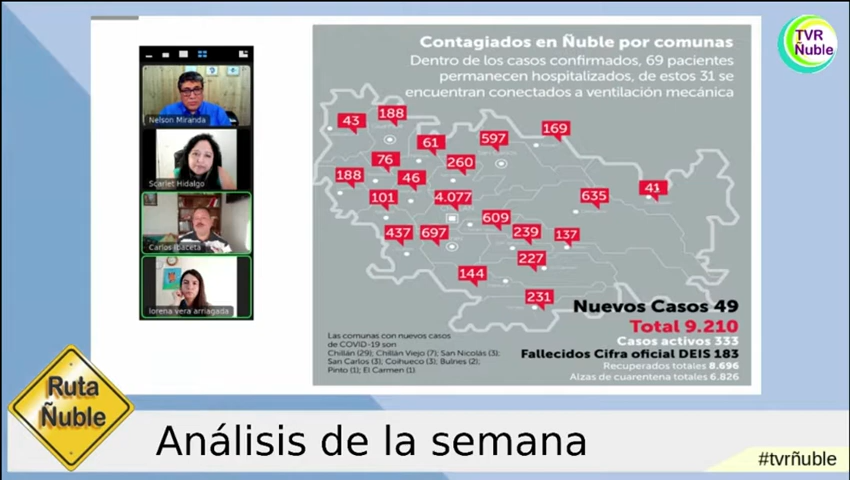 Contagiados en Ñuble por comunas
Dentro de los casos confirmados, 69 pacientes
permanecen hospitalizados, de estos 31 se
encuentran conectados a ventilación mecánica
TVR
Ñuble
Nelson Miranda
Scarlet Hidalgo
Carlos Ibaceta
lorena vera arriagada
43
188
61
597
169
76
260
188
46
101
4.077
635
41
609
437
697
239
137
227
144
231
Nuevos Casos 49
Total 9.210
Casos activos 333
Fallecidos Cifra oficial DEIS 183
Recuperados totales 8.696
Alzas de cuarentena totales 6.826
Las comunas con nuevos casos
de COVID-19 son
Chillán (29); Chillán Viejo (7); San Nicolás (3);
San Carlos (3); Coihueco (3); Bulnes (2);
Pinto (1); El Carmen (1)
Ruta
Ñuble
Análisis de la semana
#tvrñuble